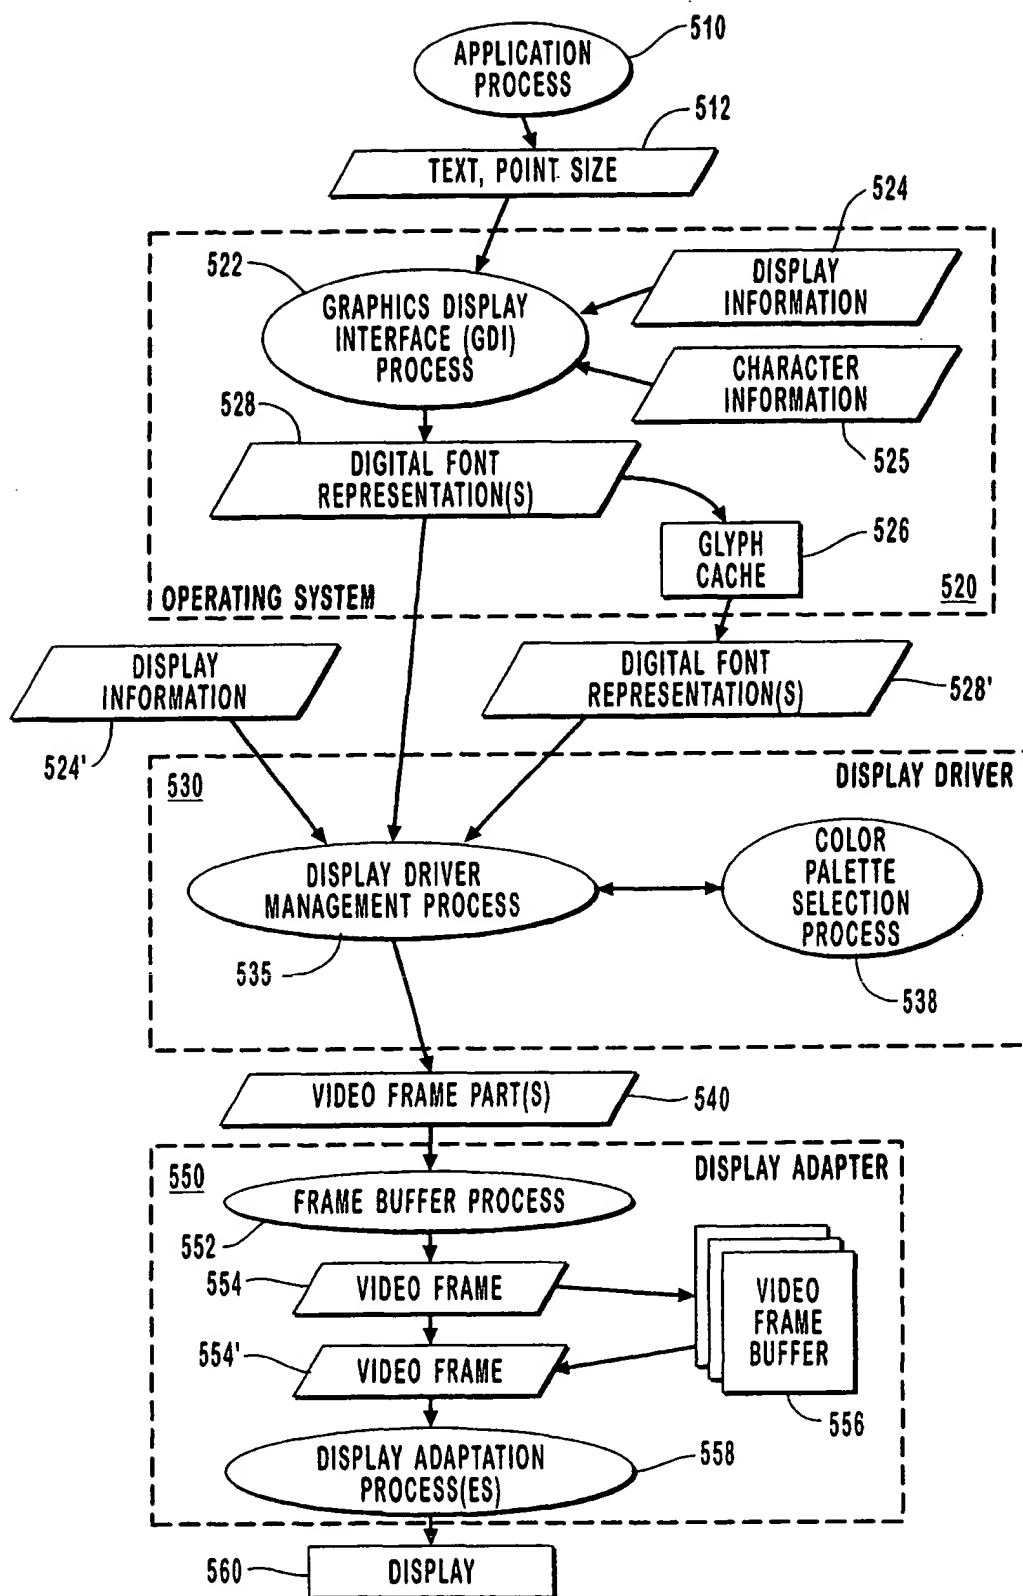 510
APPLICATION
PROCESS
512
TEXT, POINT SIZE
524
522
GRAPHICS DISPLAY
INTERFACE (GDI)
PROCESS
DISPLAY
INFORMATION
CHARACTER
INFORMATION
525
528
DIGITAL FONT
REPRESENTATION(S)
526
GLYPH
CACHE
OPERATING SYSTEM
520
DISPLAY
INFORMATION
524'
DIGITAL FONT
REPRESENTATION(S)
528'
530
DISPLAY DRIVER
DISPLAY DRIVER
MANAGEMENT PROCESS
535
COLOR
PALETTE
SELECTION
PROCESS
538
VIDEO FRAME PART(S)
540
550
DISPLAY ADAPTER
FRAME BUFFER PROCESS
552
554
VIDEO FRAME
554'
VIDEO FRAME
VIDEO
FRAME
BUFFER
556
DISPLAY ADAPTATION
PROCESS(ES)
558
560
DISPLAY